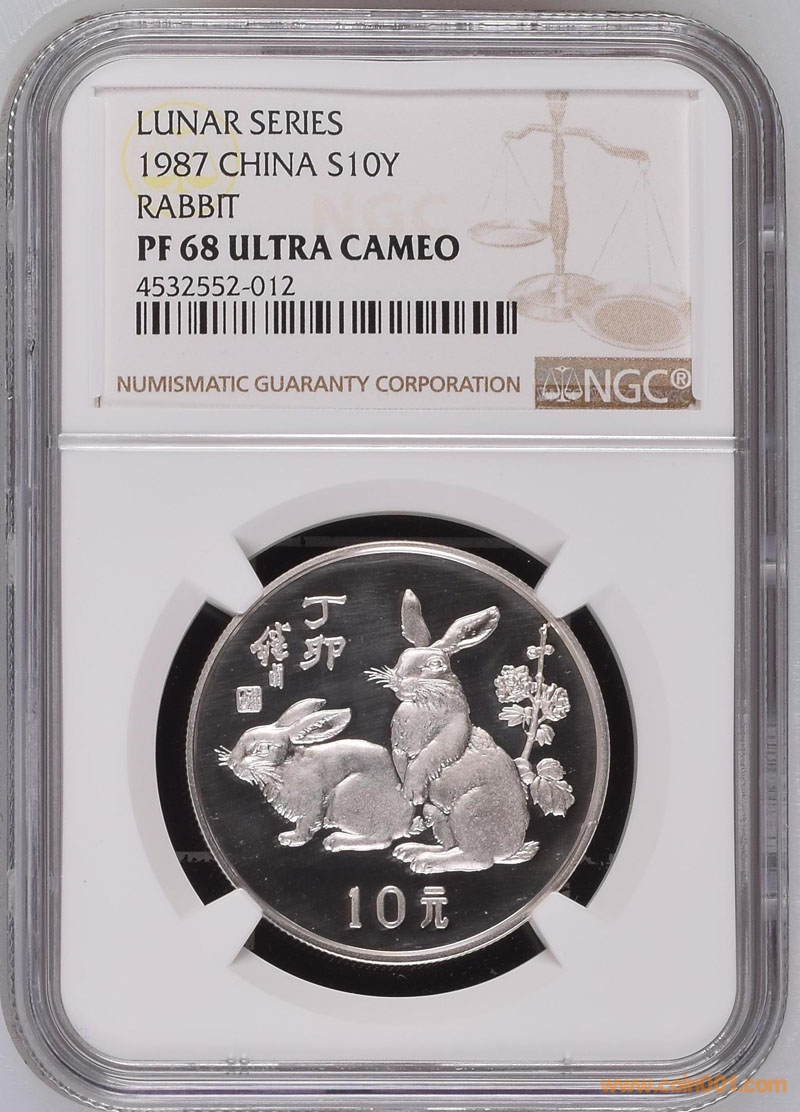 LUNAR SERIES
1987 CHINA S10Y
RABBIT
PF 68 ULTRA CAMEO
4532552-012
NGC
NUMISMATIC GUARANTY CORPORATION
NGC®
丁卯
10元
www.coin001.com